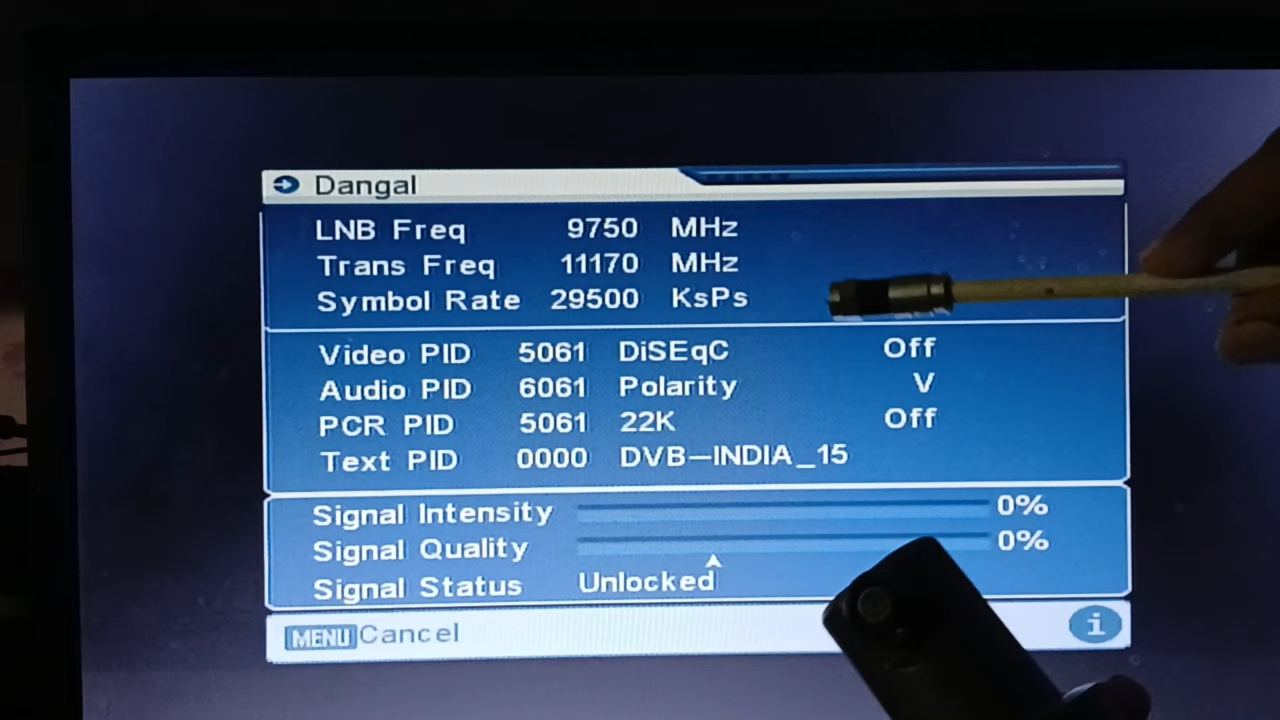 Dangal
LNB Freq 9750 MHz
Trans Freq 11170 MHz
Symbol Rate 29500 KsPs
Video PID 5061 DiSEqC Off
Audio PID 6061 Polarity V
PCR PID 5061 22K Off
Text PID 0000 DVB-INDIA_15
Signal Intensity 0%
Signal Quality 0%
Signal Status Unlocked
MENU Cancel i